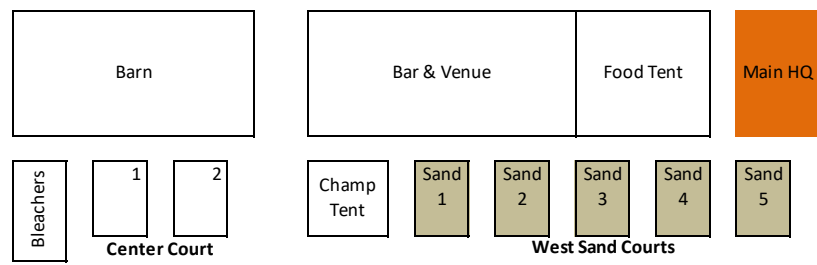 Barn
Bar & Venue
Food Tent
Main HQ
Bleachers
1
2
Champ
Tent
Sand
1
Sand
2
Sand
3
Sand
4
Sand
5
Center Court
West Sand Courts